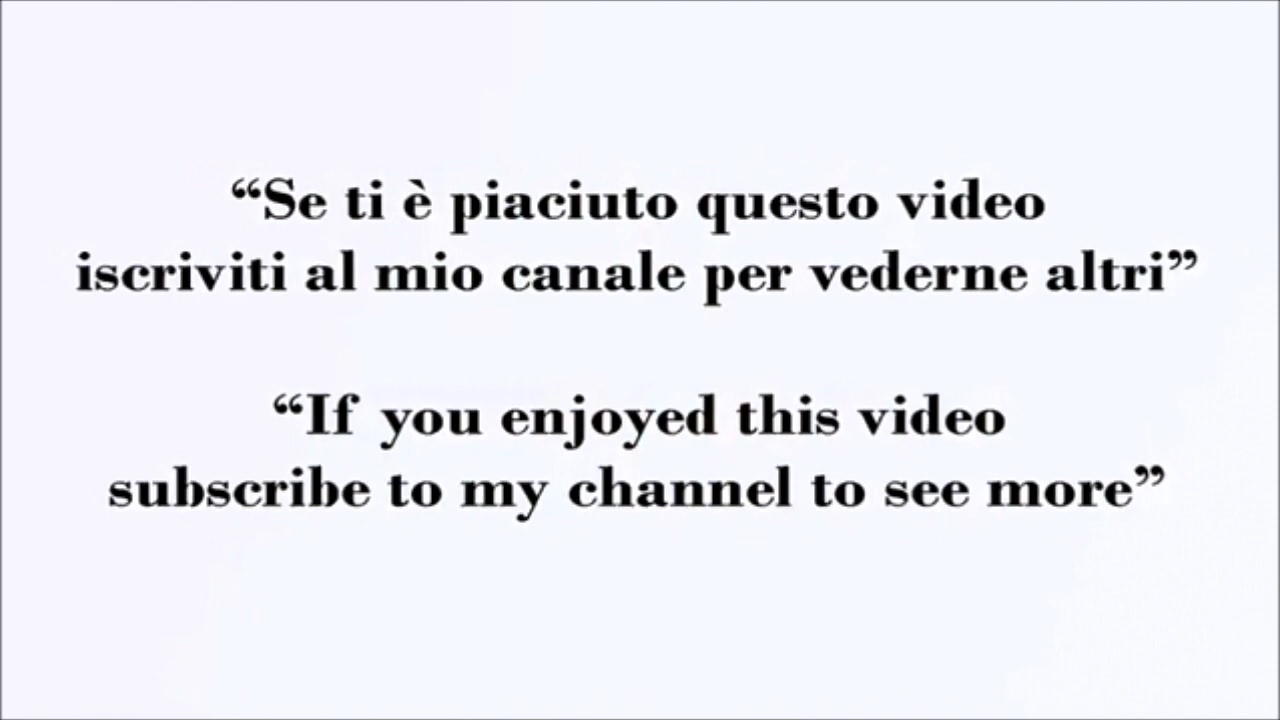 “Se ti è piaciuto questo video
iscriviti al mio canale per vederne altri”
“If you enjoyed this video
subscribe to my channel to see more”